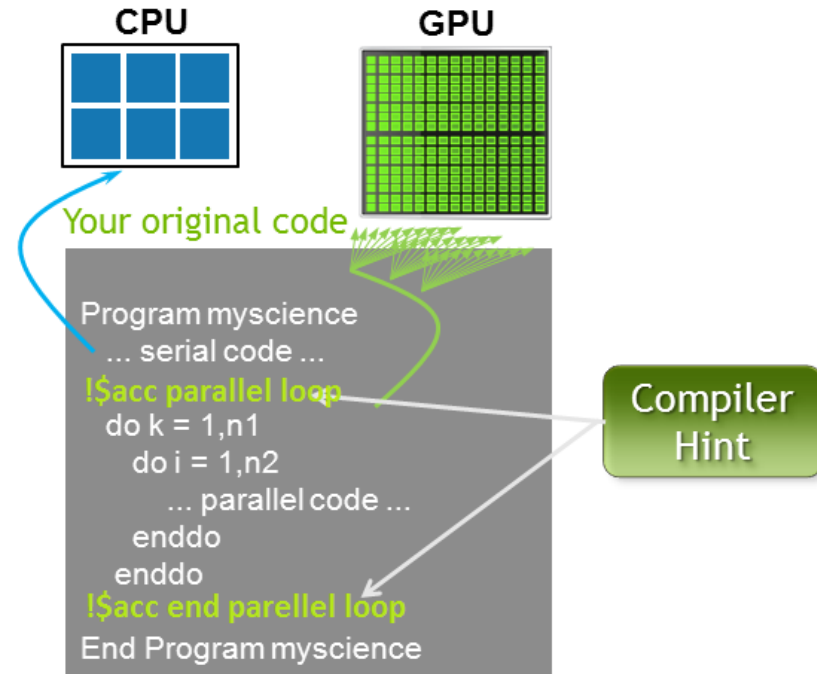 CPU
GPU
Your original code
Program myscience
... serial code ...
!$acc parallel loop
do k = 1,n1
do i = 1,n2
... parallel code ...
enddo
enddo
!$acc end parellel loop
End Program myscience
Compiler
Hint